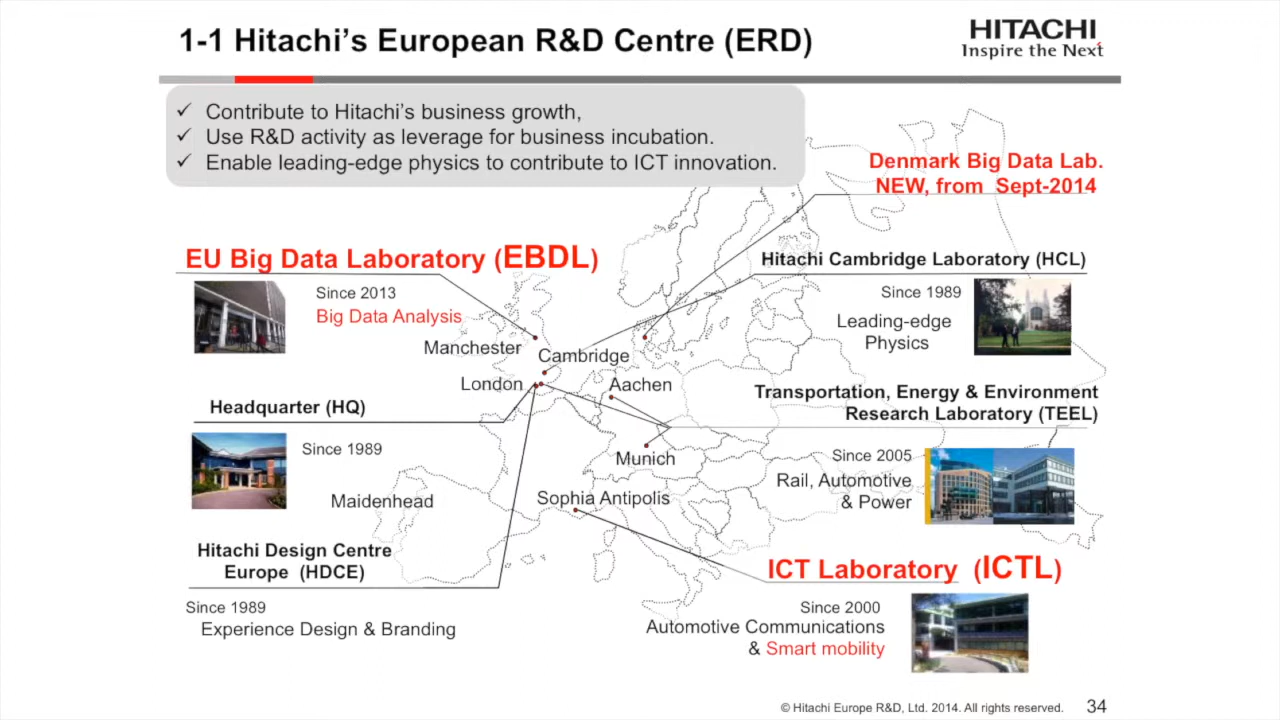 1-1 Hitachi's European R&D Centre (ERD)
HITACHI
Inspire the Next
✓ Contribute to Hitachi's business growth,
✓ Use R&D activity as leverage for business incubation.
✓ Enable leading-edge physics to contribute to ICT innovation.
Denmark Big Data Lab.
NEW, from Sept-2014
EU Big Data Laboratory (EBDL)
Since 2013
Big Data Analysis
Hitachi Cambridge Laboratory (HCL)
Since 1989
Leading-edge
Physics
Manchester
Cambridge
London
Aachen
Munich
Sophia Antipolis
Headquarter (HQ)
Since 1989
Maidenhead
Transportation, Energy & Environment
Research Laboratory (TEEL)
Since 2005
Rail, Automotive
& Power
Hitachi Design Centre
Europe (HDCE)
Since 1989
Experience Design & Branding
ICT Laboratory (ICTL)
Since 2000
Automotive Communications
& Smart mobility
© Hitachi Europe R&D, Ltd. 2014. All rights reserved.
34